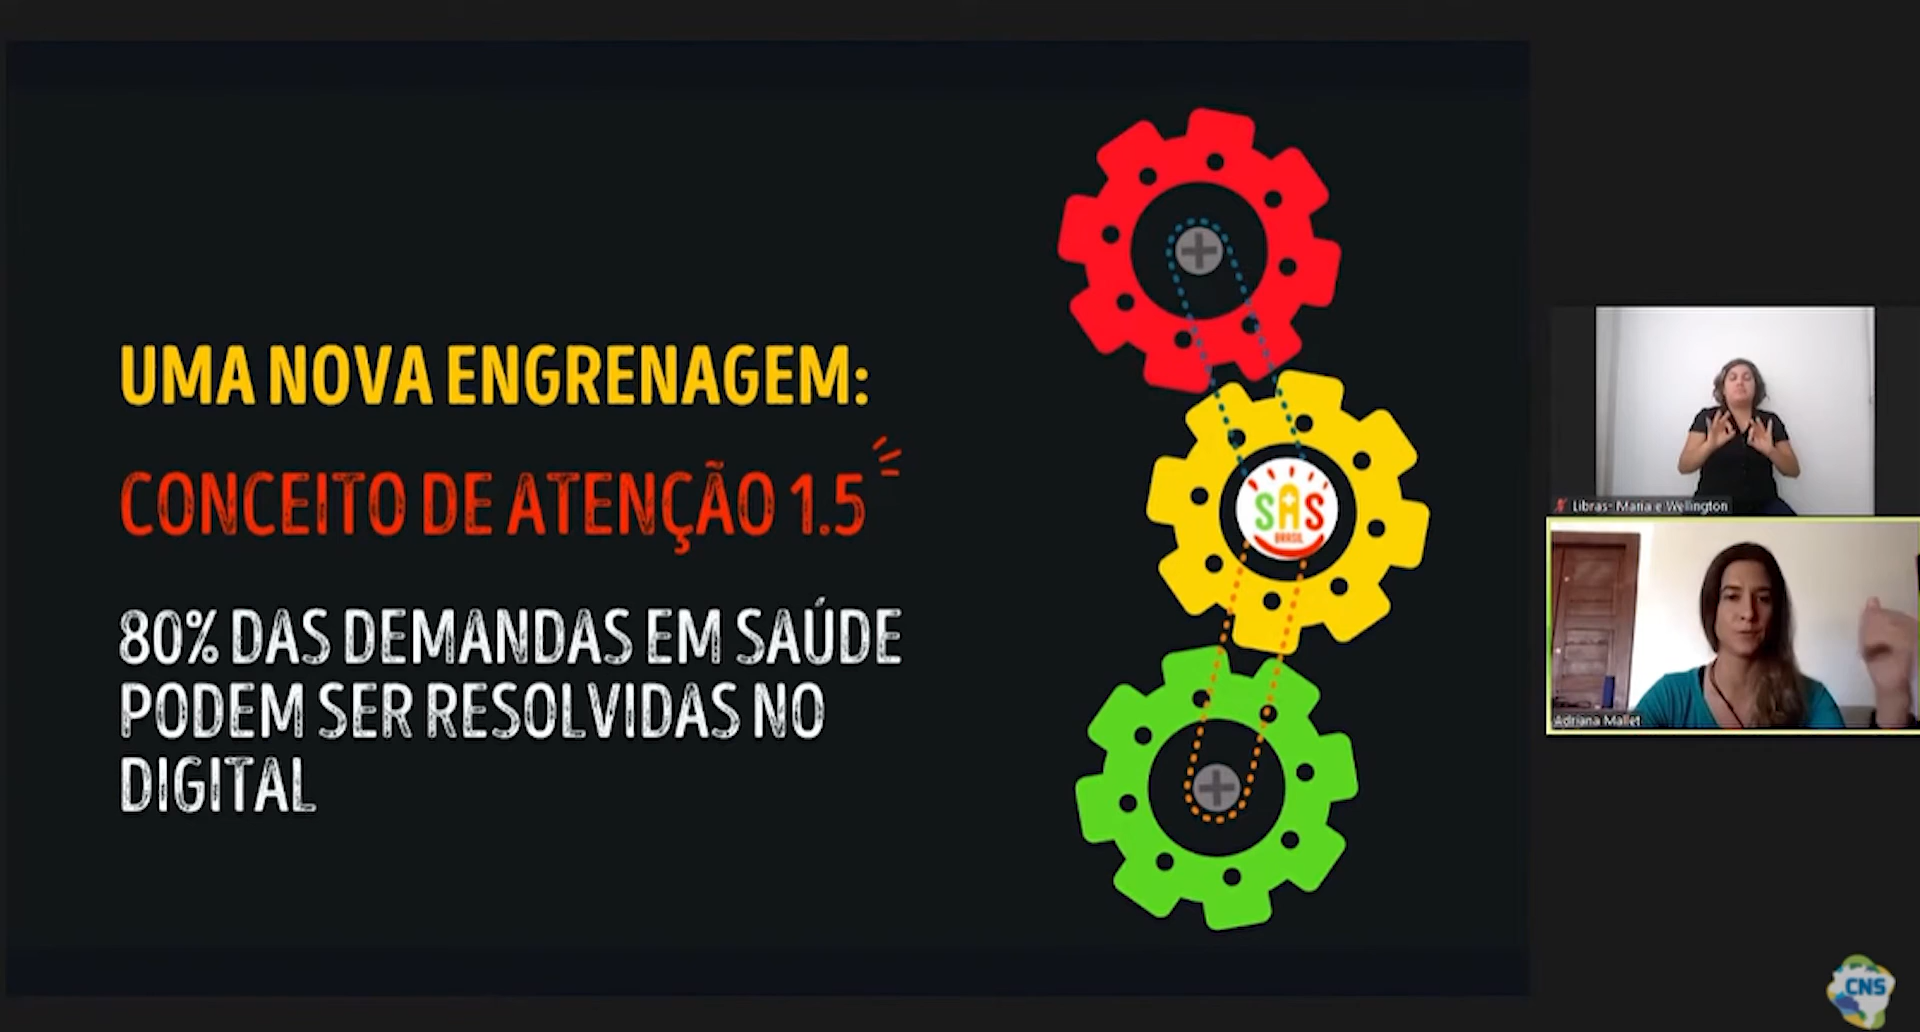 UMA NOVA ENGRENAGEM:
CONCEITO DE ATENÇÃO 1.5
80% DAS DEMANDAS EM SAÚDE
PODEM SER RESOLVIDAS NO
DIGITAL
SAS
BRASIL
Libras- Maria e Wellington
Adriana Mallet
CNS